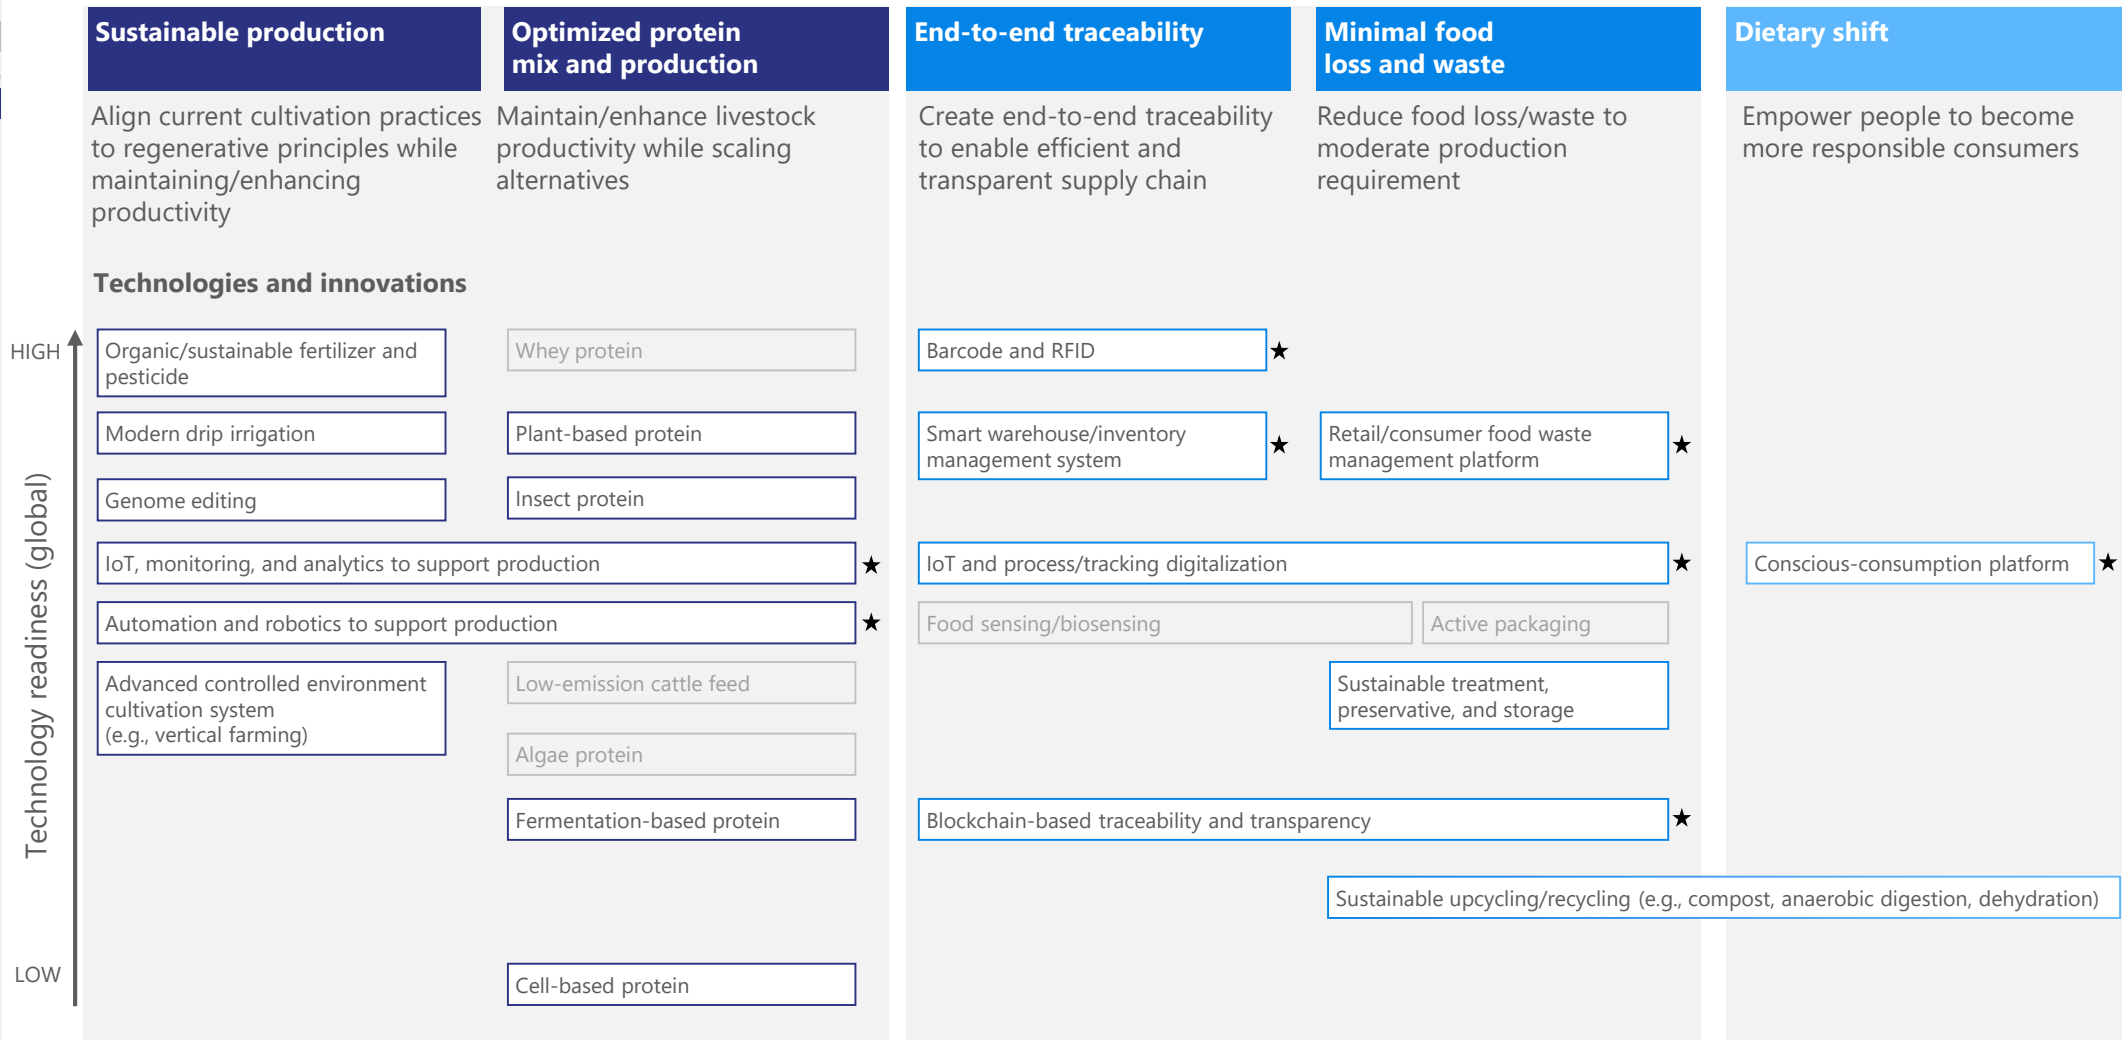 Sustainable production
Optimized protein
mix and production
End-to-end traceability
Minimal food
loss and waste
Dietary shift
Align current cultivation practices
to regenerative principles while
maintaining/enhancing
productivity
Maintain/enhance livestock
productivity while scaling
alternatives
Create end-to-end traceability
to enable efficient and
transparent supply chain
Reduce food loss/waste to
moderate production
requirement
Empower people to become
more responsible consumers
Technologies and innovations
HIGH
Technology readiness (global)
LOW
Organic/sustainable fertilizer and
pesticide
Whey protein
Barcode and RFID
Modern drip irrigation
Plant-based protein
Smart warehouse/inventory
management system
Retail/consumer food waste
management platform
Genome editing
Insect protein
IoT, monitoring, and analytics to support production
IoT and process/tracking digitalization
Conscious-consumption platform
Automation and robotics to support production
Food sensing/biosensing
Active packaging
Advanced controlled environment
cultivation system
(e.g., vertical farming)
Low-emission cattle feed
Sustainable treatment,
preservative, and storage
Algae protein
Fermentation-based protein
Blockchain-based traceability and transparency
Sustainable upcycling/recycling (e.g., compost, anaerobic digestion, dehydration)
Cell-based protein